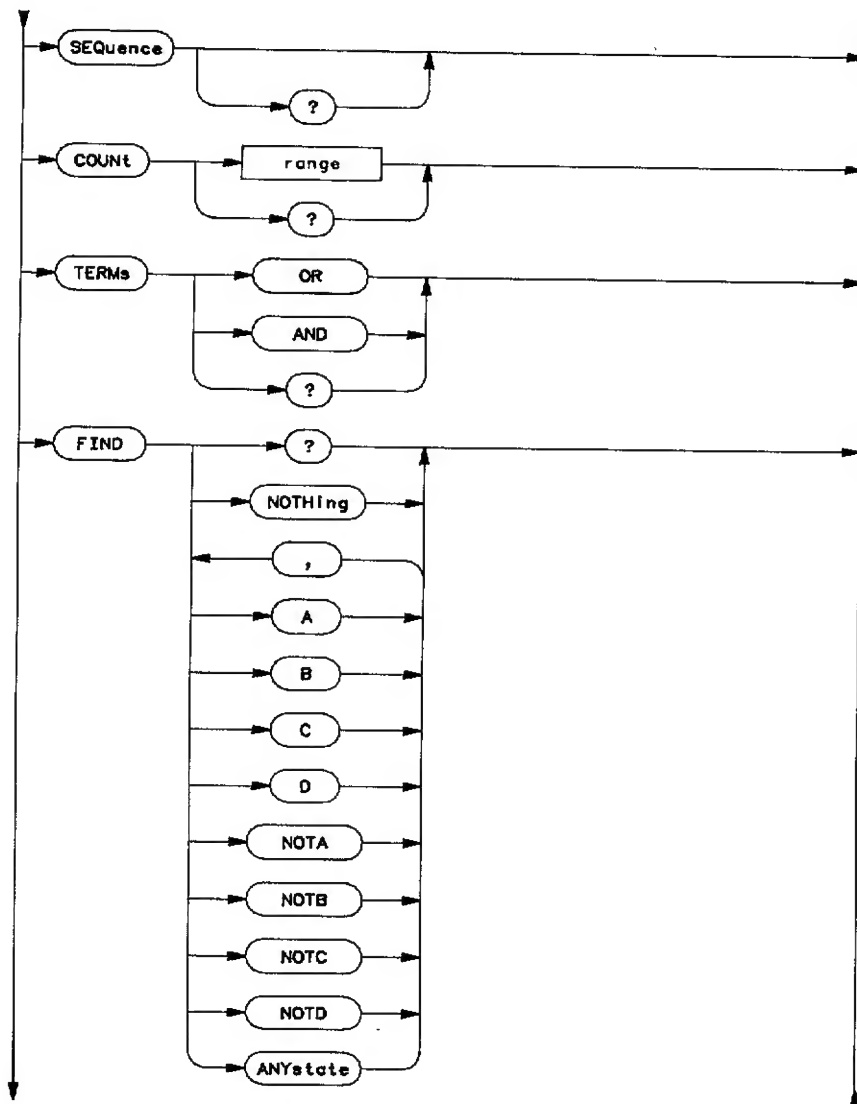 SEQuence
?
COUNt
range
?
TERMs
OR
AND
?
FIND
?
NOTHing
,
A
B
C
D
NOTA
NOTB
NOTC
NOTD
ANYstate